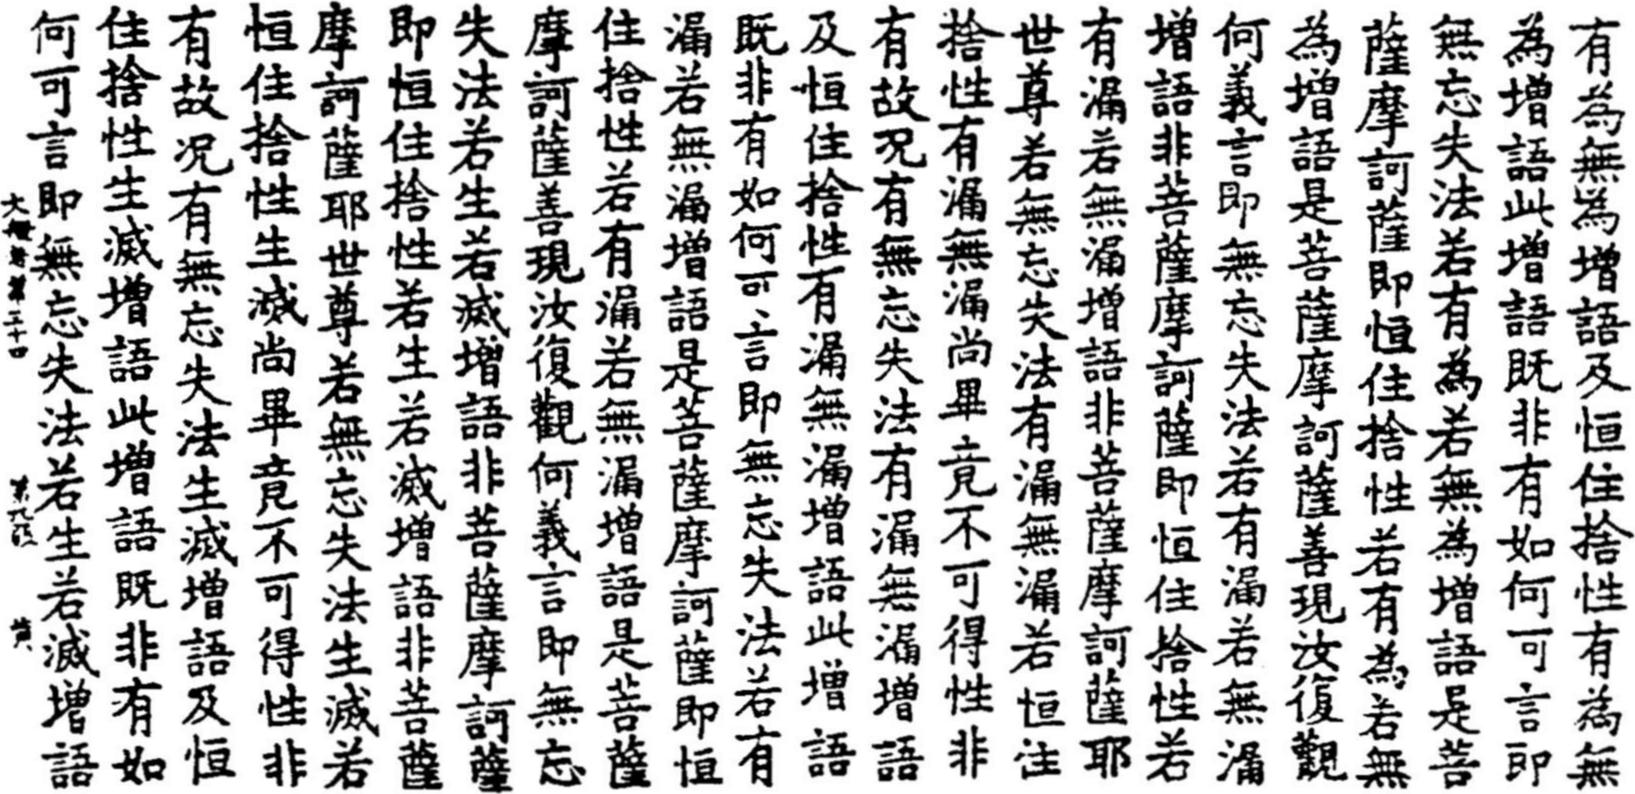 有為無為增語及恒住捨性有為無
為增語此增語既非有如何可言即
無忘失法若有為若無為增語是菩
薩摩訶薩即恒住捨性若有為若無
為增語是菩薩摩訶薩善現汝復觀
何義言即無忘失法若有漏若無漏
增語非菩薩摩訶薩即恒住捨性若
有漏若無漏增語非菩薩摩訶薩耶
世尊若無忘失法有漏無漏若恒住
捨性有漏無漏尚畢竟不可得性非
有故况有無忘失法有漏無漏增語
及恒住捨性有漏無漏增語此增語
既非有如何可言即無忘失法若有
漏若無漏增語是菩薩摩訶薩即恒
住捨性若有漏若無漏增語是菩薩
摩訶薩善現汝復觀何義言即無忘
失法若生若滅增語非菩薩摩訶薩
即恒住捨性若生若滅增語非菩薩
摩訶薩耶世尊若無忘失法生滅若
恒住捨性生滅尚畢竟不可得性非
有故况有無忘失法生滅增語及恒
住捨性生滅增語此增語既非有如
何可言即無忘失法若生若滅增語
大般若第三十 第九 黄